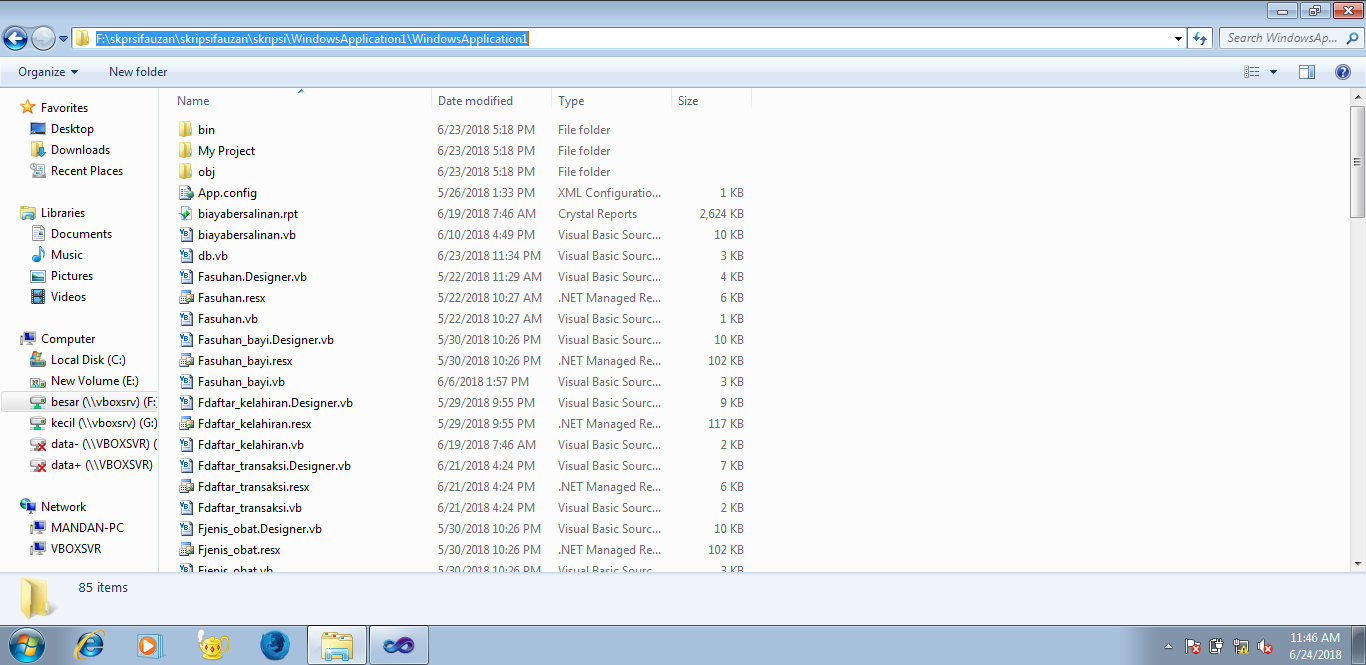 F:\skprsifauzan\skripsifauzan\skripsi\WindowsApplication1\WindowsApplication1 Search WindowsAp...
Organize New folder
Favorites
Desktop
Downloads
Recent Places
Libraries
Documents
Music
Pictures
Videos
Computer
Local Disk (C:)
New Volume (E:)
besar (\\vboxsrv) (F:
kecil (\\vboxsrv) (G:)
data- (\\VBOXSVR) (
data+ (\\VBOXSVR)
Network
MANDAN-PC
VBOXSVR
Name Date modified Type Size
bin 6/23/2018 5:18 PM File folder
My Project 6/23/2018 5:18 PM File folder
obj 6/23/2018 5:18 PM File folder
App.config 5/26/2018 1:33 PM XML Configuratio... 1 KB
biayabersalinan.rpt 6/19/2018 7:46 AM Crystal Reports 2,624 KB
biayabersalinan.vb 6/10/2018 4:49 PM Visual Basic Sourc... 10 KB
db.vb 6/23/2018 11:34 PM Visual Basic Sourc... 3 KB
Fasuhan.Designer.vb 5/22/2018 11:29 AM Visual Basic Sourc... 4 KB
Fasuhan.resx 5/22/2018 10:27 AM .NET Managed Re... 6 KB
Fasuhan.vb 5/22/2018 10:27 AM Visual Basic Sourc... 1 KB
Fasuhan_bayi.Designer.vb 5/30/2018 10:26 PM Visual Basic Sourc... 10 KB
Fasuhan_bayi.resx 5/30/2018 10:26 PM .NET Managed Re... 102 KB
Fasuhan_bayi.vb 6/6/2018 1:57 PM Visual Basic Sourc... 3 KB
Fdaftar_kelahiran.Designer.vb 5/29/2018 9:55 PM Visual Basic Sourc... 9 KB
Fdaftar_kelahiran.resx 5/29/2018 9:55 PM .NET Managed Re... 117 KB
Fdaftar_kelahiran.vb 6/19/2018 7:46 AM Visual Basic Sourc... 2 KB
Fdaftar_transaksi.Designer.vb 6/21/2018 4:24 PM Visual Basic Sourc... 7 KB
Fdaftar_transaksi.resx 6/21/2018 4:24 PM .NET Managed Re... 6 KB
Fdaftar_transaksi.vb 6/21/2018 4:24 PM Visual Basic Sourc... 2 KB
Fjenis_obat.Designer.vb 5/30/2018 10:26 PM Visual Basic Sourc... 10 KB
Fjenis_obat.resx 5/30/2018 10:26 PM .NET Managed Re... 102 KB
Fjenis_obat.vb 5/30/2018 10:26 PM Visual Basic Sourc... 3 KB
85 items
11:46 AM
6/24/2018